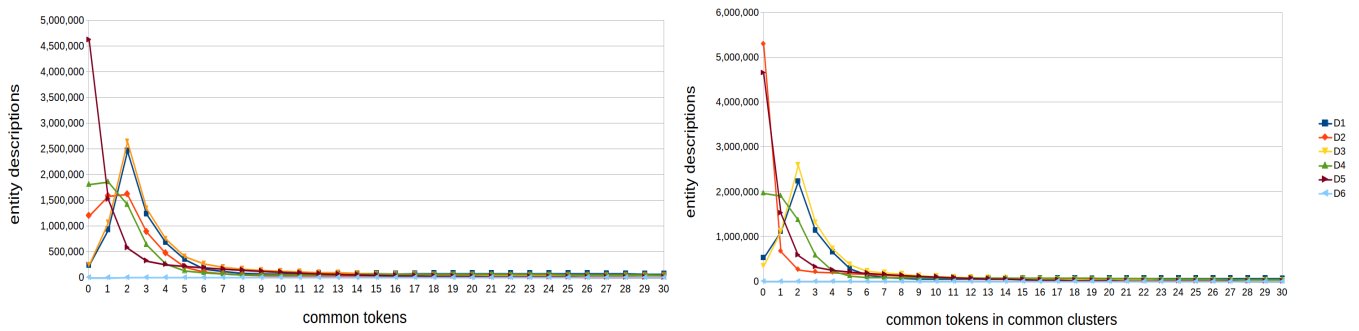 5,000,000
4,500,000
4,000,000
3,500,000
3,000,000
2,500,000
2,000,000
1,500,000
1,000,000
500,000
0
entity descriptions
0 1 2 3 4 5 6 7 8 9 10 11 12 13 14 15 16 17 18 19 20 21 22 23 24 25 26 27 28 29 30
common tokens
6,000,000
5,000,000
4,000,000
3,000,000
2,000,000
1,000,000
0
entity descriptions
0 1 2 3 4 5 6 7 8 9 10 11 12 13 14 15 16 17 18 19 20 21 22 23 24 25 26 27 28 29 30
common tokens in common clusters
D1
D2
D3
D4
D5
D6